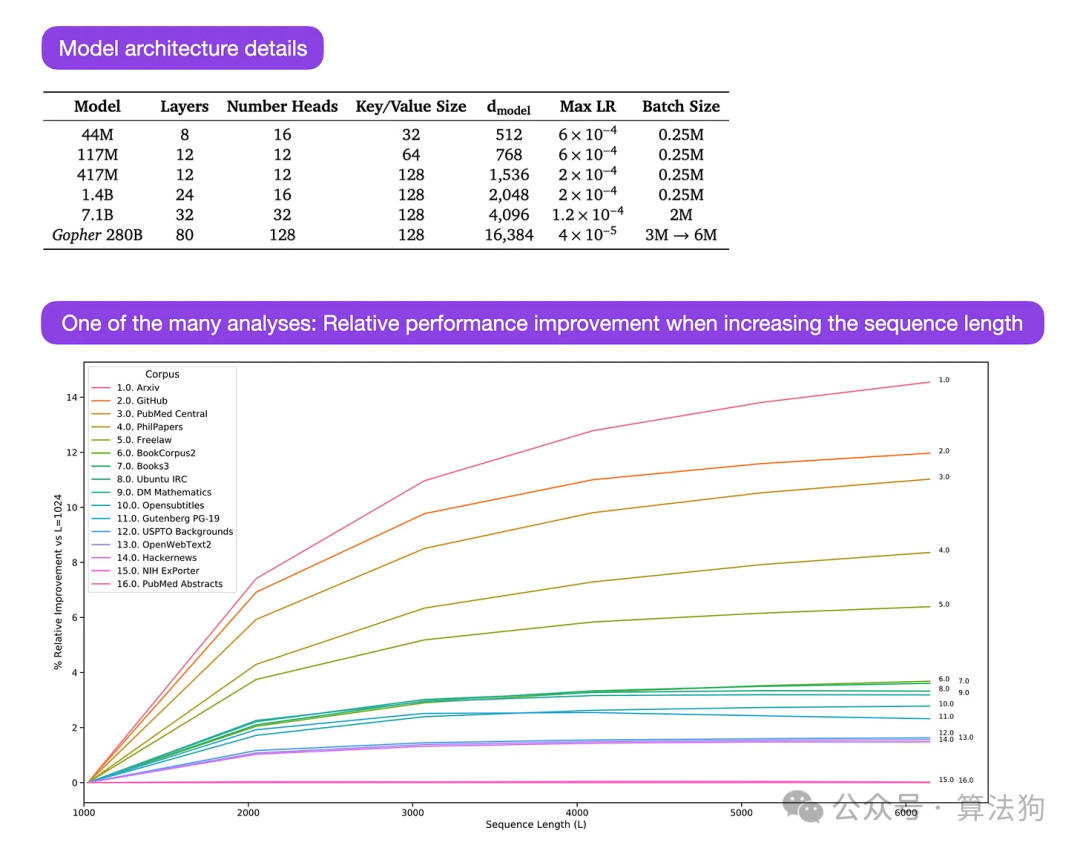 Model architecture details
Model Layers Number Heads Key/Value Size d_model Max LR Batch Size
44M 8 16 32 512 6 × 10⁻⁴ 0.25M
117M 12 12 64 768 6 × 10⁻⁴ 0.25M
417M 12 12 128 1,536 2 × 10⁻⁴ 0.25M
1.4B 24 16 128 2,048 2 × 10⁻⁴ 0.25M
7.1B 32 32 128 4,096 1.2 × 10⁻⁴ 2M
Gopher 280B 80 128 128 16,384 4 × 10⁻⁵ 3M → 6M
One of the many analyses: Relative performance improvement when increasing the sequence length
Corpus
1.0. Arxiv
2.0. GitHub
3.0. PubMed Central
4.0. PhilPapers
5.0. Freelaw
6.0. BookCorpus2
7.0. Books3
8.0. Ubuntu IRC
9.0. DM Mathematics
10.0. Opensubtitles
11.0. Gutenberg PG-19
12.0. USPTO Backgrounds
13.0. OpenWebText2
14.0. Hackernews
15.0. NIH ExPorter
16.0. PubMed Abstracts
% Relative Improvement vs L=1024
14
12
10
8
6
4
2
0
1.0
2.0
3.0
4.0
5.0
6.0 7.0
8.0 9.0
10.0
11.0
12.0
14.0 13.0
15.0 16.0
1000 2000 3000 4000 5000 6000
Sequence Length (L)
公众号 · 算法狗